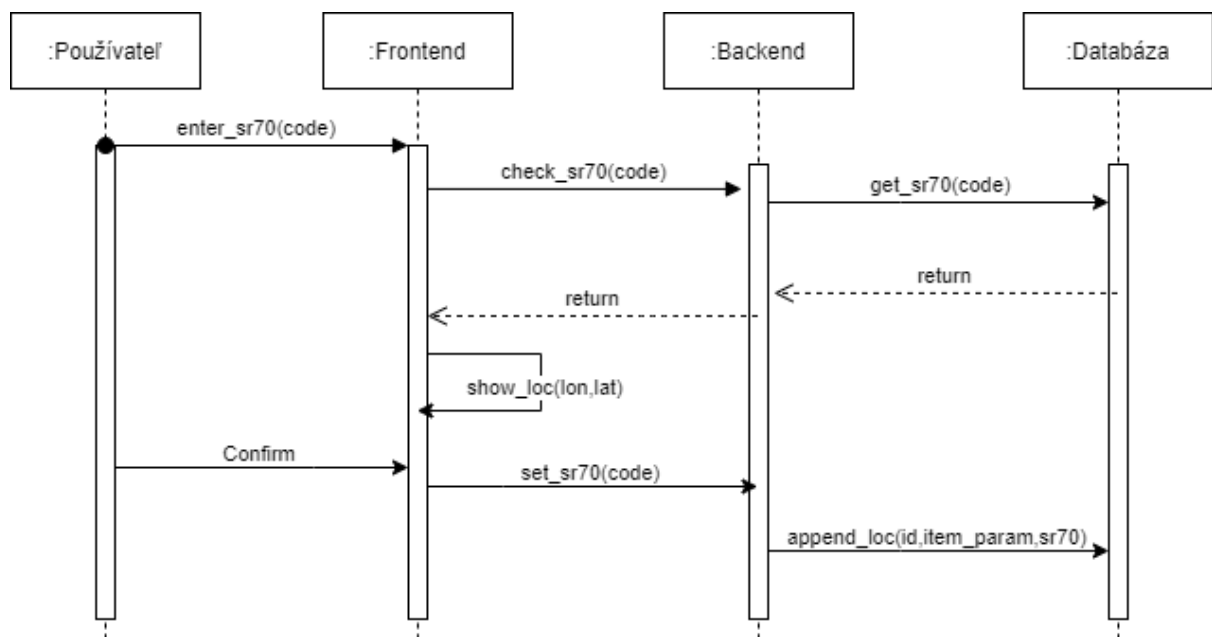 :Používateľ
:Frontend
:Backend
:Databáza
enter_sr70(code)
check_sr70(code)
get_sr70(code)
return
return
show_loc(lon,lat)
Confirm
set_sr70(code)
append_loc(id,item_param,sr70)